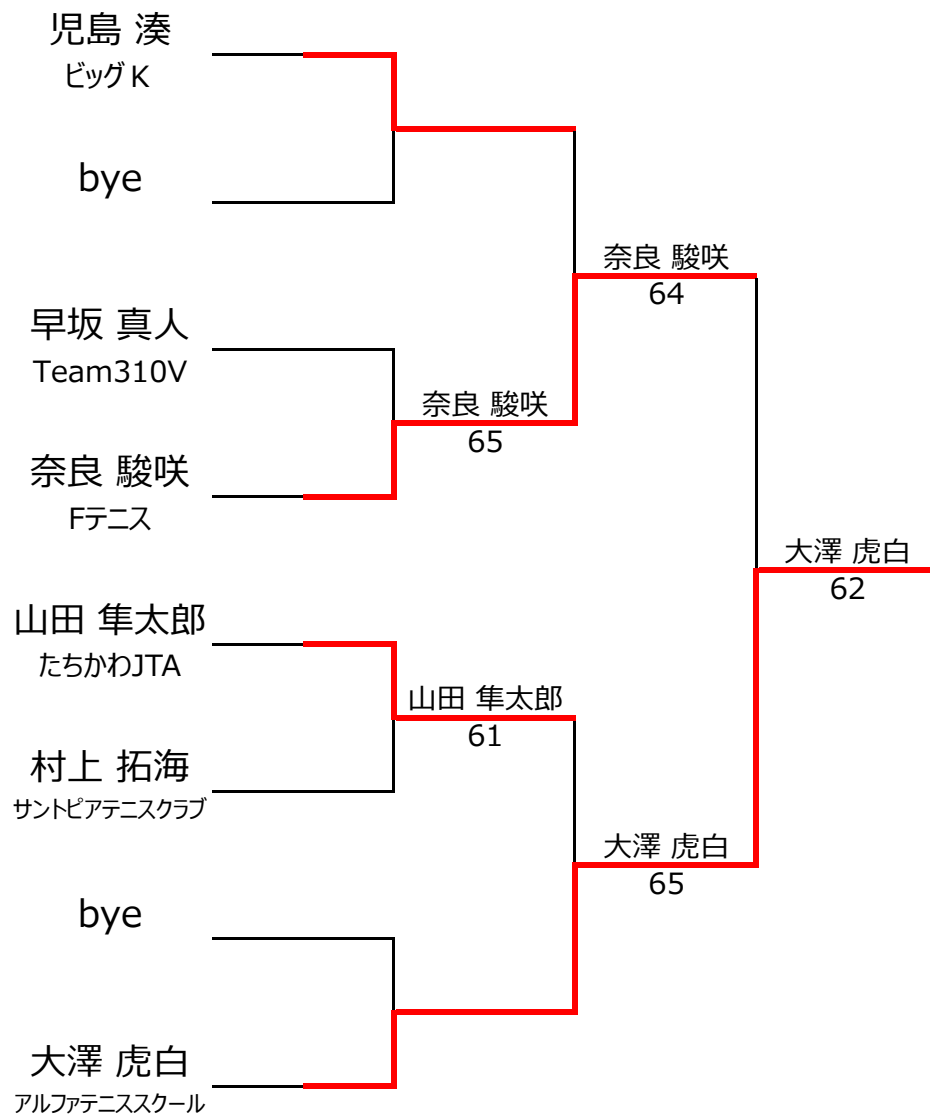 児島 湊
ビッグK
bye
早坂 真人
Team310V
奈良 駿咲
Fテニス
山田 隼太郎
たちかわJTA
村上 拓海
サントピアテニスクラブ
bye
大澤 虎白
アルファテニススクール
奈良 駿咲
65
山田 隼太郎
61
奈良 駿咲
64
大澤 虎白
65
大澤 虎白
62